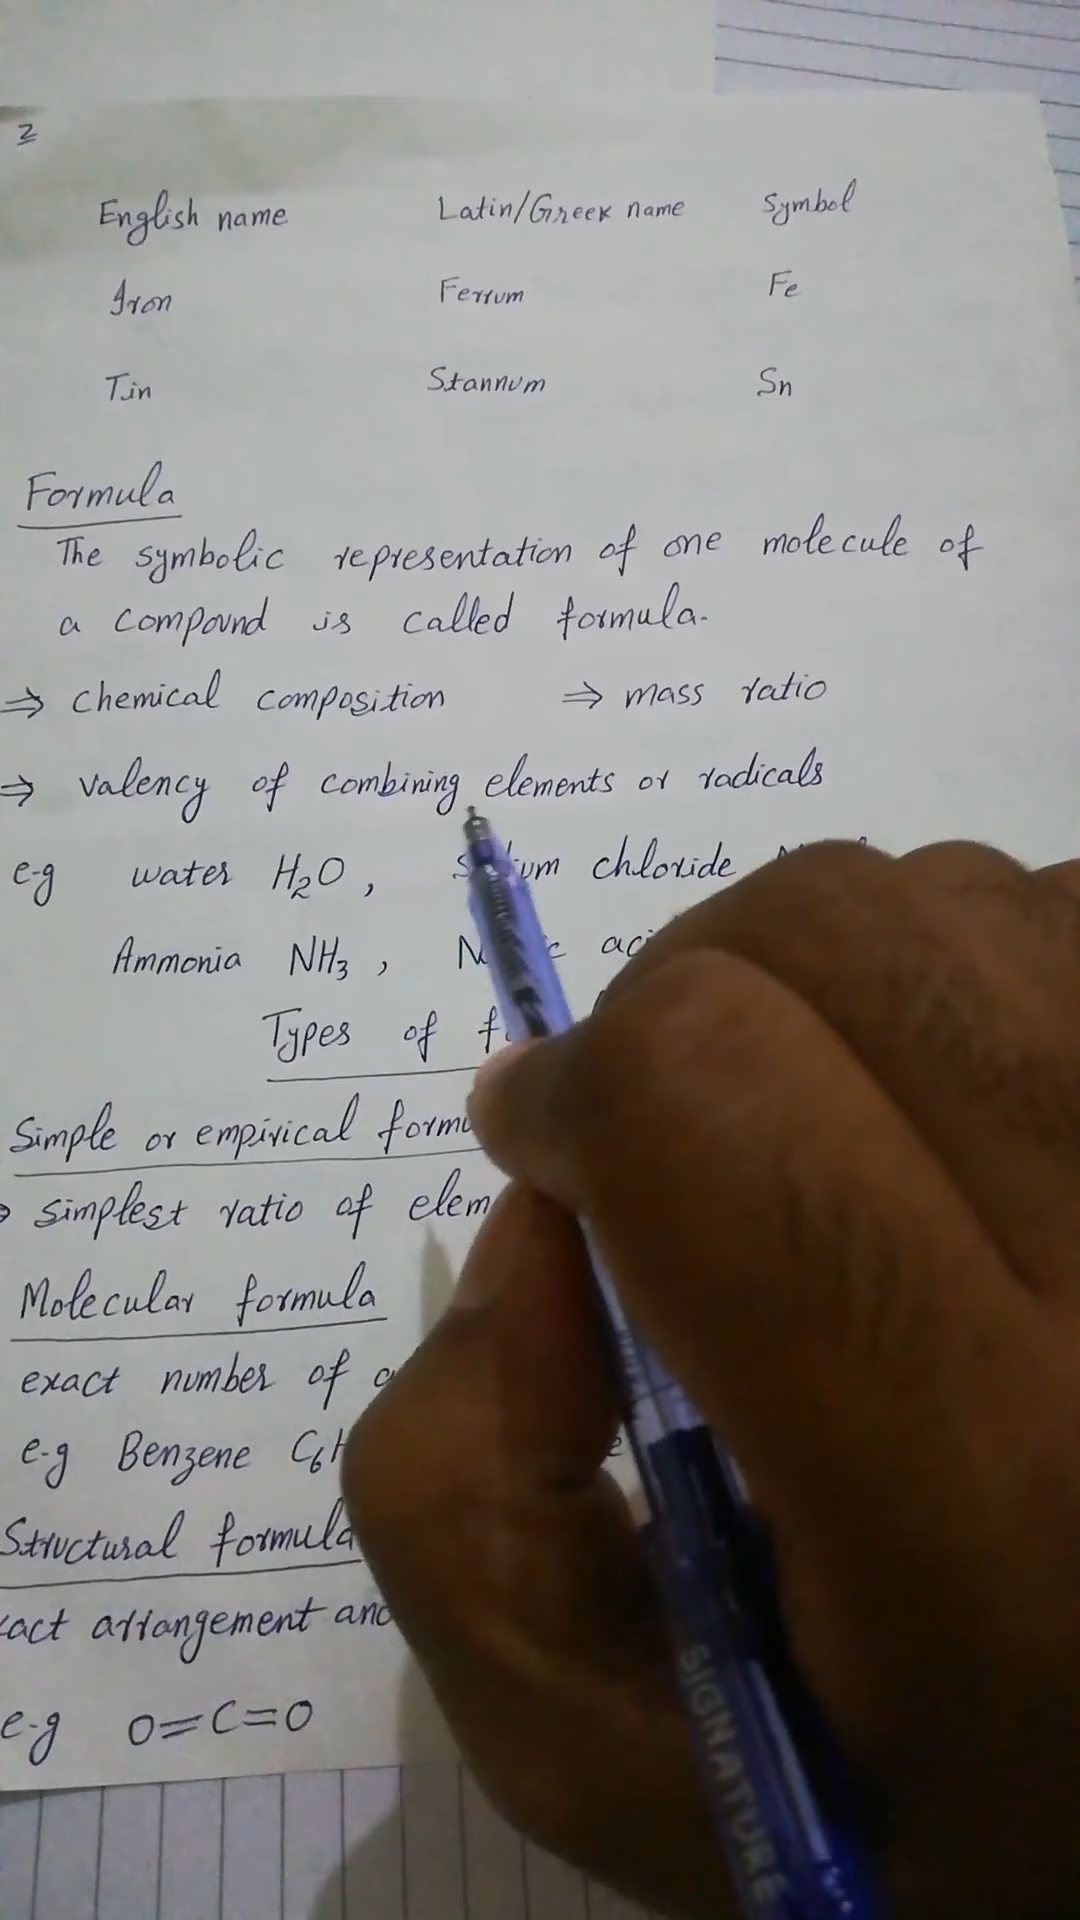 2
English name Latin/Greek name Symbol
Iron Ferrum Fe
Tin Stannum Sn
Formula
The symbolic representation of one molecule of
a compound is called formula.
⇒ chemical composition ⇒ mass ratio
⇒ valency of combining elements or radicals
e-g water H₂O, chloride
Ammonia NH₃,
Types of
Simple or empirical
simplest ratio of
Molecular formula
exact number of
e-g Benzene
Structural formula
arrangement
e-g O=C=O
SIGNATURE